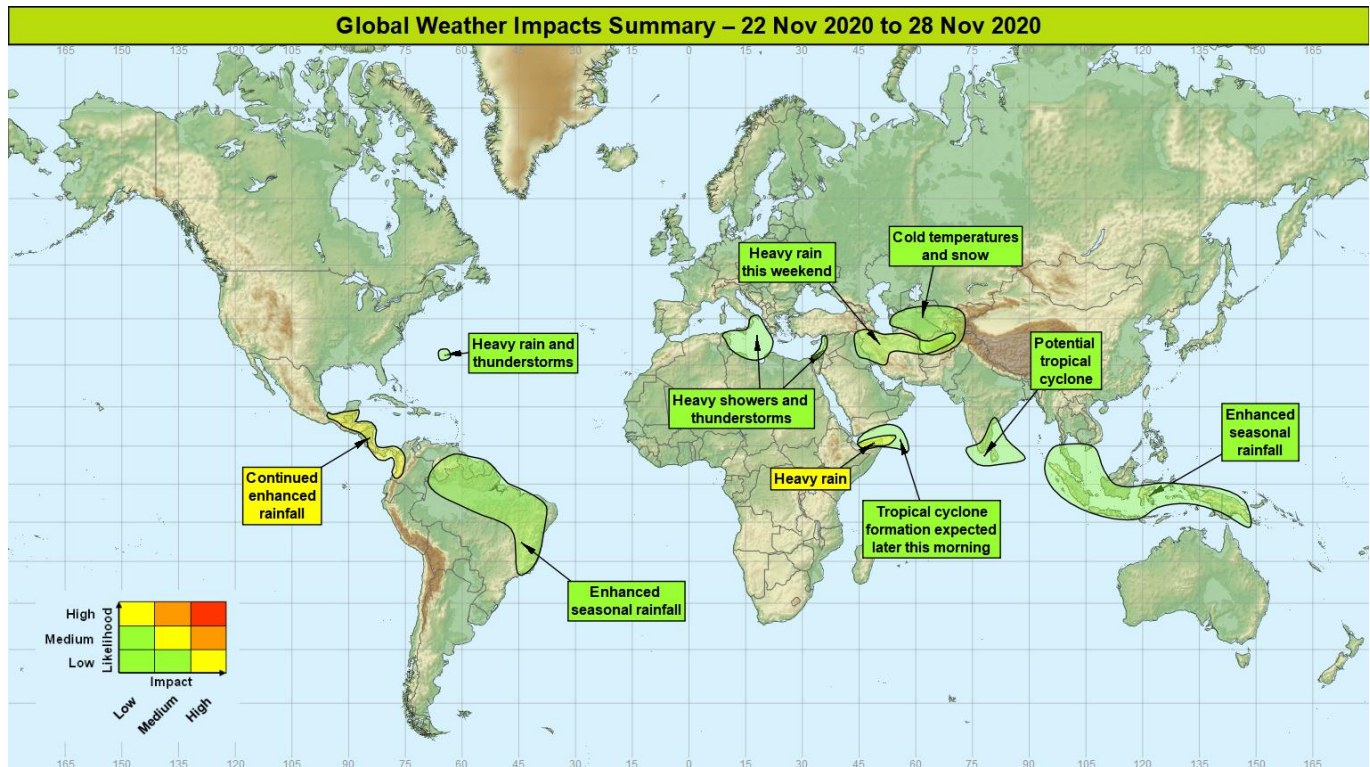 Global Weather Impacts Summary – 22 Nov 2020 to 28 Nov 2020
165 150 135 120 105 90 75 60 45 30 15 0 15 30 45 60 75 90 105 120 135 150 165
Cold temperatures
and snow
Heavy rain
this weekend
Heavy rain and
thunderstorms
Potential
tropical
cyclone
Heavy showers and
thunderstorms
Enhanced
seasonal
rainfall
Continued
enhanced
rainfall
Heavy rain
Tropical cyclone
formation expected
later this morning
Enhanced
seasonal rainfall
High
Medium
Low
Likelihood
Impact
Low
Medium
High
165 150 135 120 105 90 75 60 45 30 15 0 15 30 45 60 75 90 105 120 135 150 165